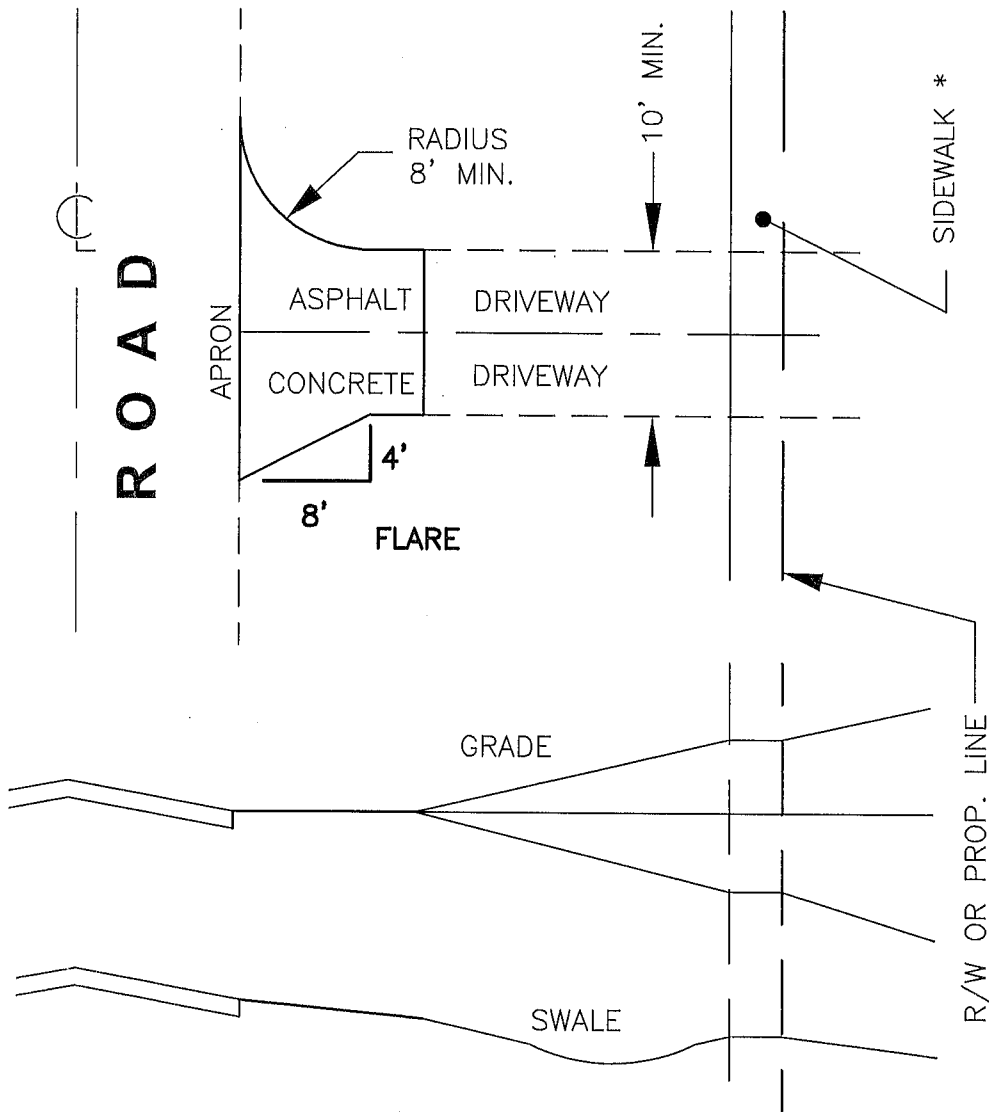 10' MIN.
SIDEWALK *
RADIUS
8' MIN.
℄
ROAD
APRON
ASPHALT
DRIVEWAY
CONCRETE
DRIVEWAY
4'
8'
FLARE
GRADE
R/W OR PROP. LINE
SWALE